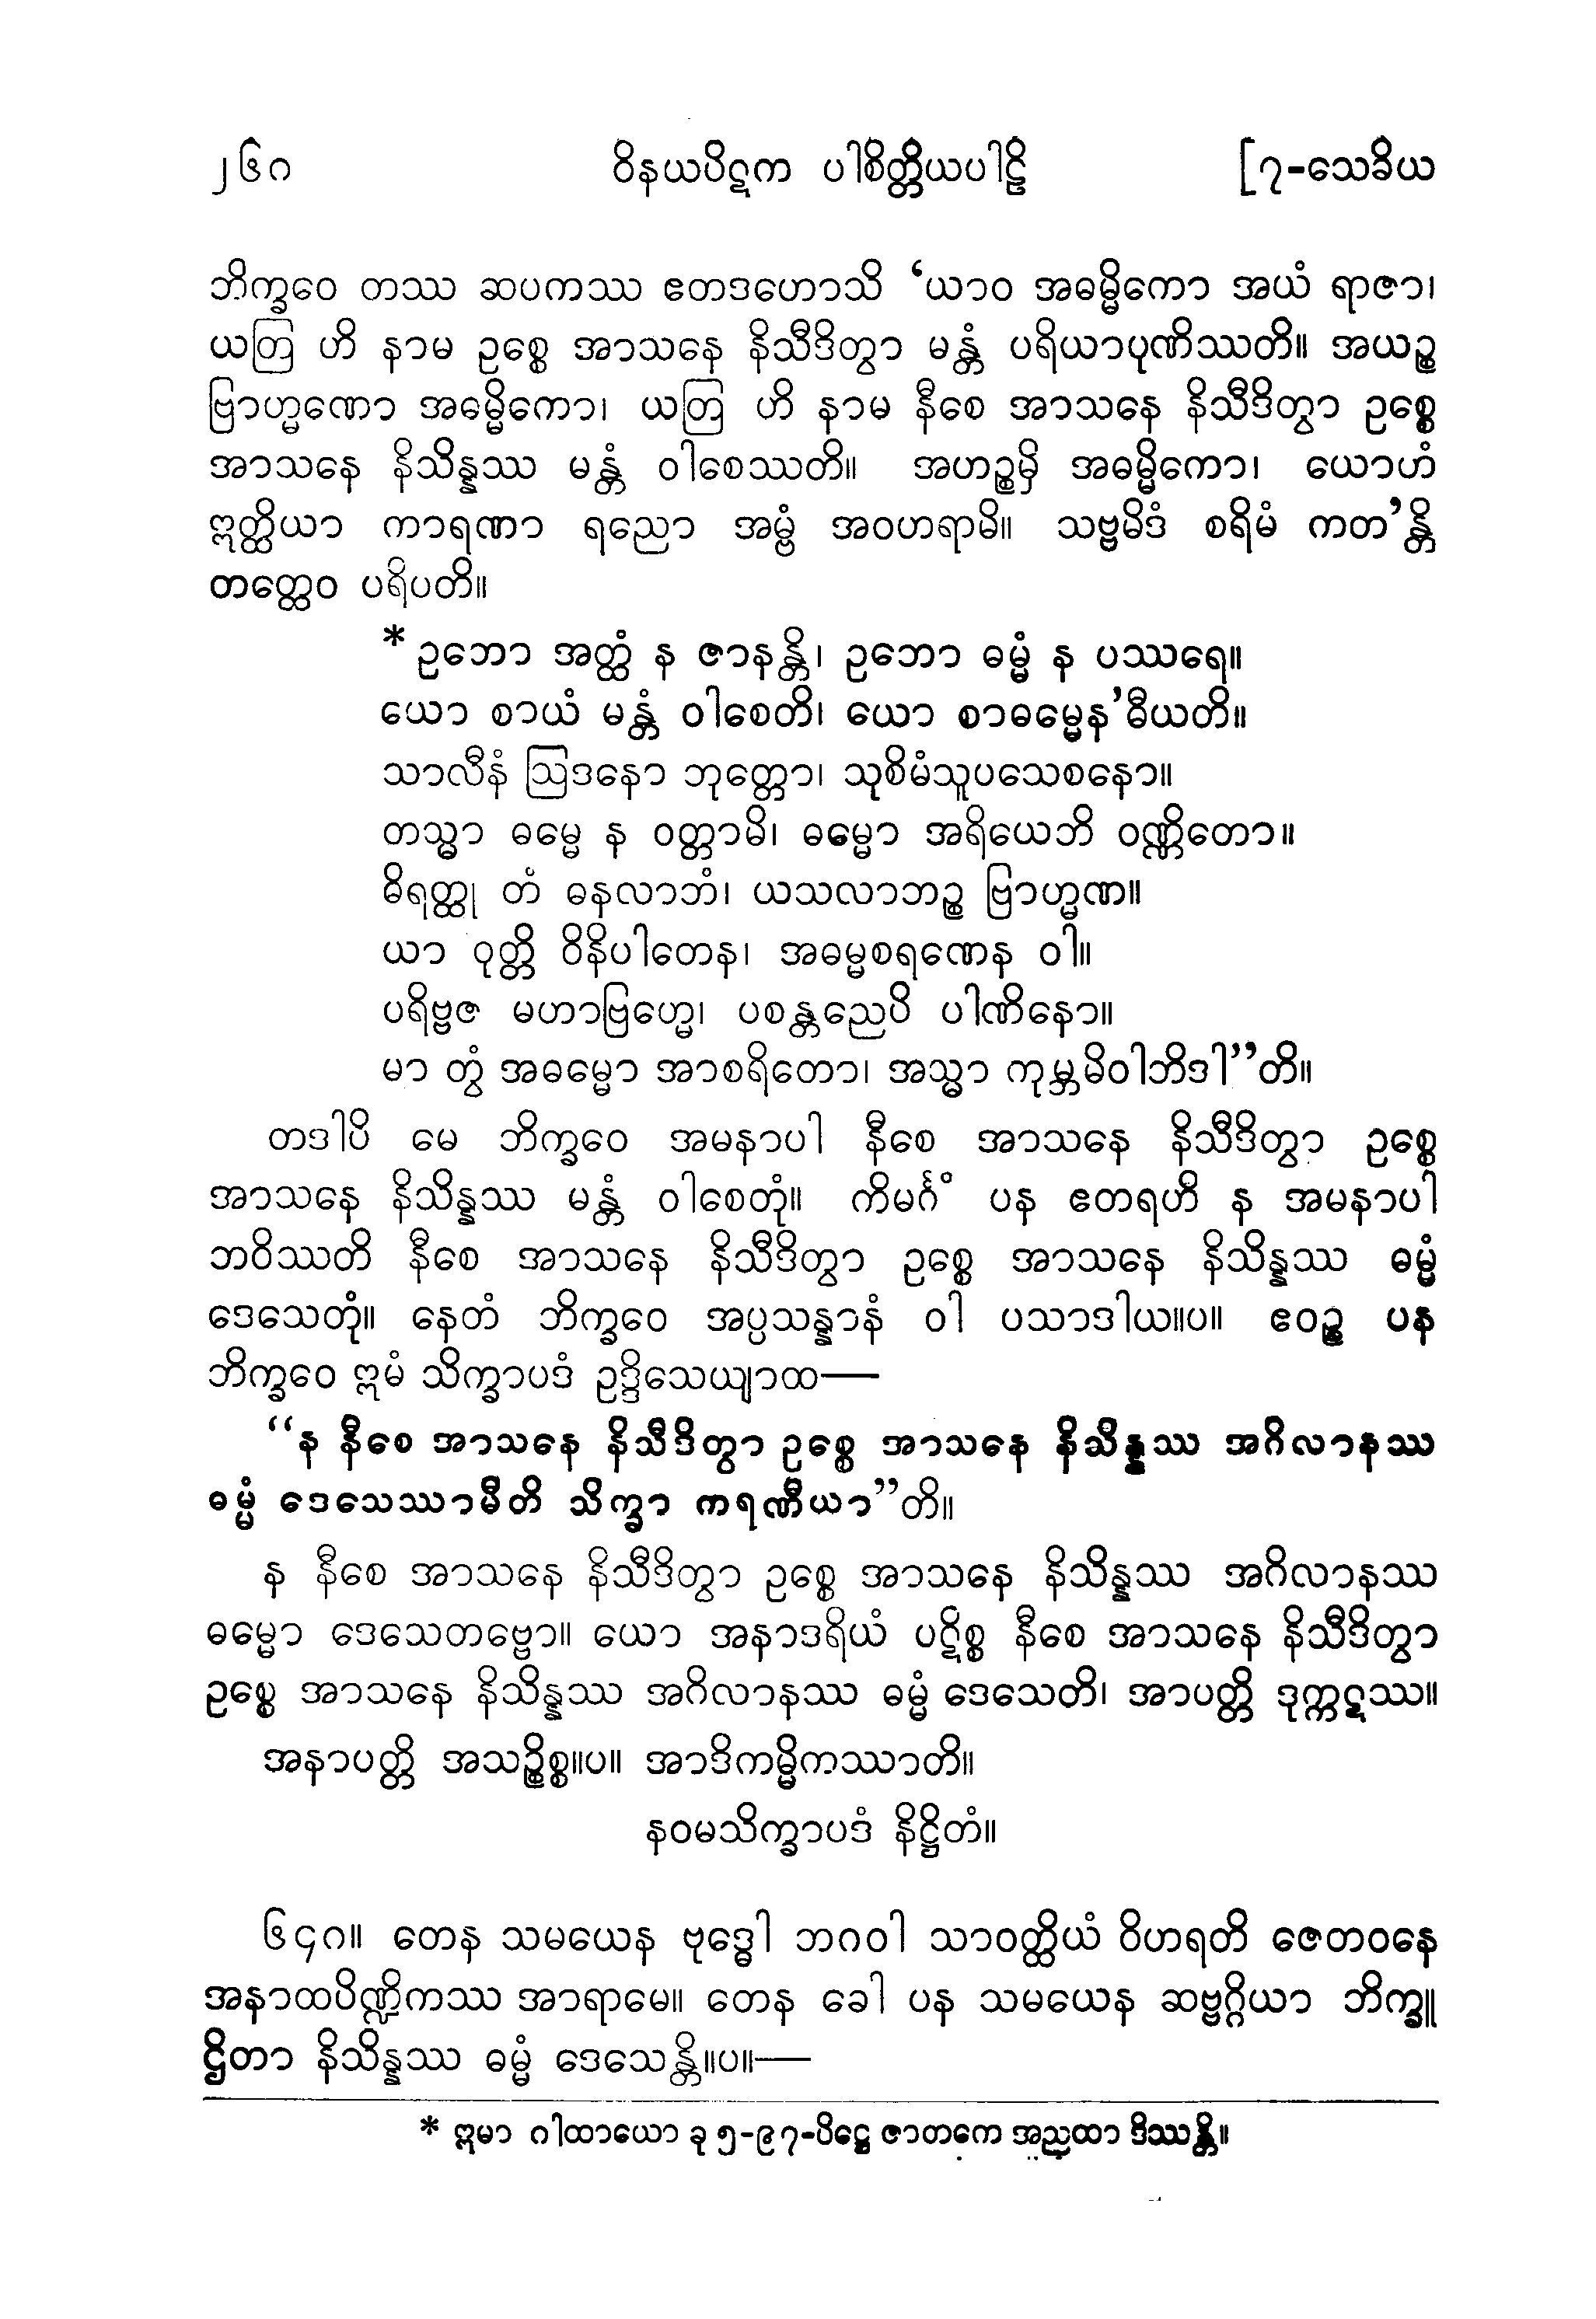 ၂၆ဂ ဝိနယပိဋက ပါစိတ္တိယပါဠိ [၇-သေခိယ
ဘိက္ခဝေ တဿ ဆပကဿ ဧတဒဟောသိ ‘ယာဝ အဓမ္မိကော အယံ ရာဇာ၊
ယတြ ဟိ နာမ ဥစ္စေ အာသနေ နိသီဒိတွာ မန္တံ ပရိယာပုဏိဿတိ။ အယဉ္စ
ဗြာဟ္မဏော အဓမ္မိကော၊ ယတြ ဟိ နာမ နီစေ အာသနေ နိသီဒိတွာ ဥစ္စေ
အာသနေ နိသိန္နဿ မန္တံ ဝါစေဿတိ။ အဟဉ္စမှိ အဓမ္မိကော၊ ယောဟံ
ဣတ္ထိယာ ကာရဏာ ရညော အမ္ဗံ အဝဟရာမိ။ သဗ္ဗမိဒံ စရိမံ ကတ’န္တိ
တတ္ထေဝ ပရိပတိ။
* ဥဘော အတ္ထံ န ဇာနန္တိ၊ ဥဘော ဓမ္မံ န ပဿရေ။
ယော စာယံ မန္တံ ဝါစေတိ၊ ယော စာဓမ္မေန’ဓီယတိ။
သာလီနံ ဩဒနော ဘုတ္တော၊ သုစိမံသူပသေစနော။
တသ္မာ ဓမ္မေ န ဝတ္တာမိ၊ ဓမ္မော အရိယေဘိ ဝဏ္ဏိတော။
ဓိရတ္ထု တံ ဓနလာဘံ၊ ယသလာဘဉ္စ ဗြာဟ္မဏ။
ယာ ဝုတ္တိ ဝိနိပါတေန၊ အဓမ္မစရဏေန ဝါ။
ပရိဗ္ဗဇ မဟာဗြဟ္မေ၊ ပစန္တညေပိ ပါဏိနော။
မာ တွံ အဓမ္မော အာစရိတော၊ အသ္မာ ကုမ္ဘမိဝါဘိဒါ”တိ။
တဒါပိ မေ ဘိက္ခဝေ အမနာပါ နီစေ အာသနေ နိသီဒိတွာ ဥစ္စေ
အာသနေ နိသိန္နဿ မန္တံ ဝါစေတုံ။ ကိမင်္ဂံ ပန ဧတရဟိ န အမနာပါ
ဘဝိဿတိ နီစေ အာသနေ နိသီဒိတွာ ဥစ္စေ အာသနေ နိသိန္နဿ ဓမ္မံ
ဒေသေတုံ။ နေတံ ဘိက္ခဝေ အပ္ပသန္နာနံ ဝါ ပသာဒါယ။ပ။ ဧဝဉ္စ ပန
ဘိက္ခဝေ ဣမံ သိက္ခာပဒံ ဥဒ္ဒိသေယျာထ—
“န နီစေ အာသနေ နိသီဒိတွာ ဥစ္စေ အာသနေ နိသိန္နဿ အဂိလာနဿ
ဓမ္မံ ဒေသေဿာမီတိ သိက္ခာ ကရဏီယာ”တိ။
န နီစေ အာသနေ နိသီဒိတွာ ဥစ္စေ အာသနေ နိသိန္နဿ အဂိလာနဿ
ဓမ္မော ဒေသေတဗ္ဗော။ ယော အနာဒရိယံ ပဋိစ္စ နီစေ အာသနေ နိသီဒိတွာ
ဥစ္စေ အာသနေ နိသိန္နဿ အဂိလာနဿ ဓမ္မံ ဒေသေတိ၊ အာပတ္တိ ဒုက္ကဋဿ။
အနာပတ္တိ အသဉ္စိစ္စ။ပ။ အာဒိကမ္မိကဿာတိ။
နဝမသိက္ခာပဒံ နိဋ္ဌိတံ။
၆၄ဂ။ တေန သမယေန ဗုဒ္ဓေါ ဘဂဝါ သာဝတ္ထိယံ ဝိဟရတိ ဇေတဝနေ
အနာထပိဏ္ဍိကဿ အာရာမေ။ တေန ခေါ ပန သမယေန ဆဗ္ဗဂ္ဂိယာ ဘိက္ခူ
ဌိတာ နိသိန္နဿ ဓမ္မံ ဒေသေန္တိ။ပ။—
* ဣမာ ဂါထာယော ခု ၅-၉၇-ပိဋ္ဌေ ဇာတကေ အညထာ ဒိဿန္တိ။